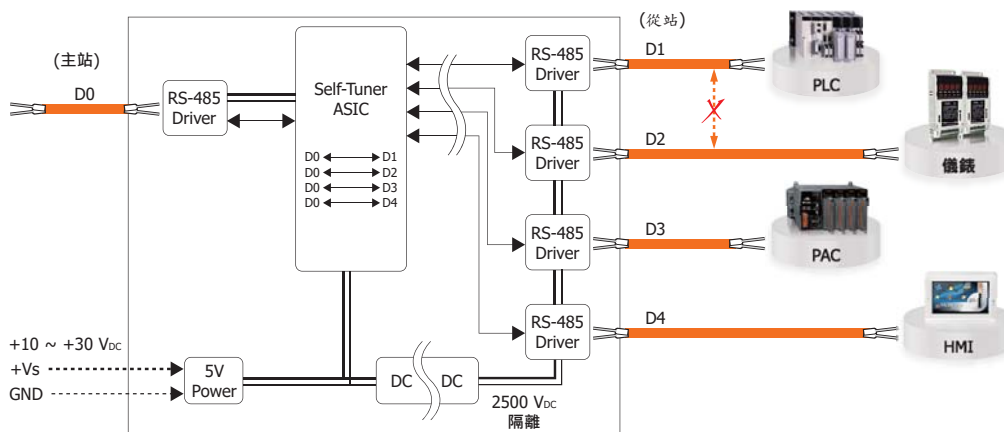 (主站)
D0
RS-485
Driver
Self-Tuner
ASIC
D0 D1
D0 D2
D0 D3
D0 D4
RS-485
Driver
RS-485
Driver
RS-485
Driver
RS-485
Driver
(從站)
D1
D2
D3
D4
PLC
儀錶
PAC
HMI
+10 ~ +30 VDC
+Vs
GND
5V
Power
DC DC
2500 VDC
隔離